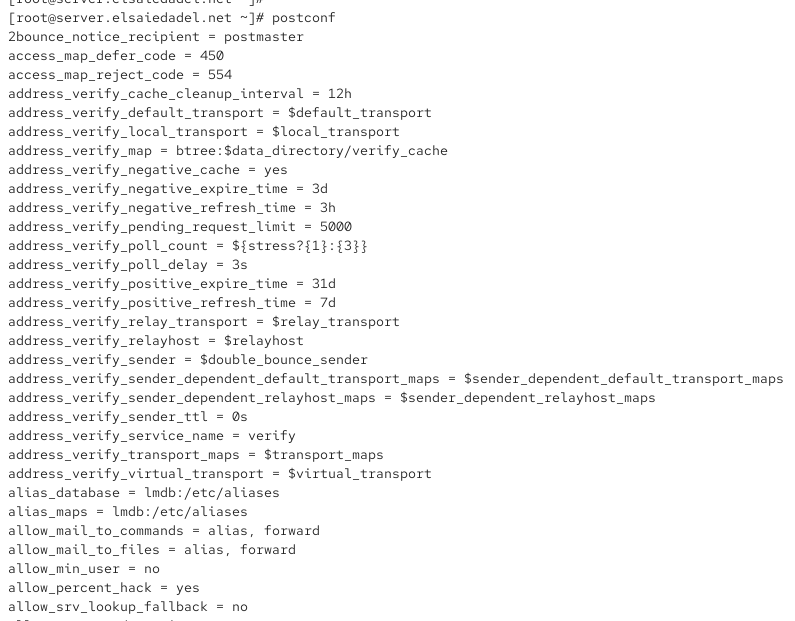 [root@server.elsaiedadel.net ~]#
[root@server.elsaiedadel.net ~]# postconf
2bounce_notice_recipient = postmaster
access_map_defer_code = 450
access_map_reject_code = 554
address_verify_cache_cleanup_interval = 12h
address_verify_default_transport = $default_transport
address_verify_local_transport = $local_transport
address_verify_map = btree:$data_directory/verify_cache
address_verify_negative_cache = yes
address_verify_negative_expire_time = 3d
address_verify_negative_refresh_time = 3h
address_verify_pending_request_limit = 5000
address_verify_poll_count = ${stress?{1}:{3}}
address_verify_poll_delay = 3s
address_verify_positive_expire_time = 31d
address_verify_positive_refresh_time = 7d
address_verify_relay_transport = $relay_transport
address_verify_relayhost = $relayhost
address_verify_sender = $double_bounce_sender
address_verify_sender_dependent_default_transport_maps = $sender_dependent_default_transport_maps
address_verify_sender_dependent_relayhost_maps = $sender_dependent_relayhost_maps
address_verify_sender_ttl = 0s
address_verify_service_name = verify
address_verify_transport_maps = $transport_maps
address_verify_virtual_transport = $virtual_transport
alias_database = lmdb:/etc/aliases
alias_maps = lmdb:/etc/aliases
allow_mail_to_commands = alias, forward
allow_mail_to_files = alias, forward
allow_min_user = no
allow_percent_hack = yes
allow_srv_lookup_fallback = no